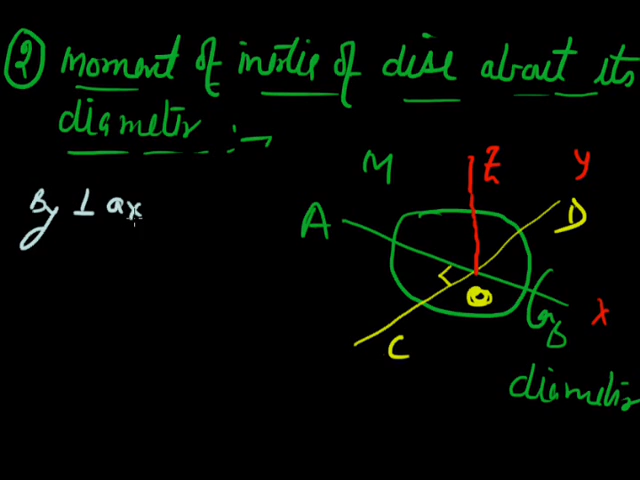 2 Moment of inertia of disc about its
diameter :-
M
Z
Y
A
D
By ⊥ ax
O
X
B
C
diameter